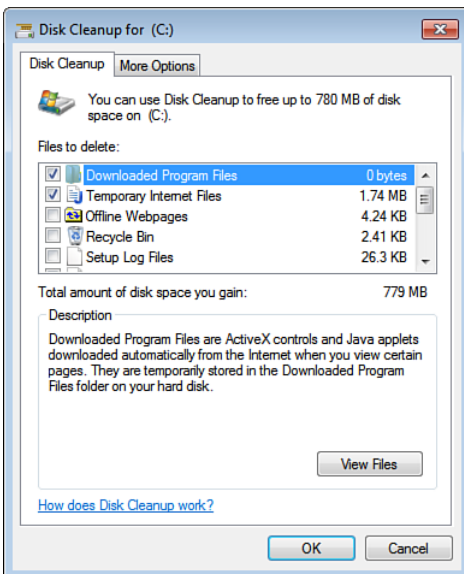 Disk Cleanup for (C:)
Disk Cleanup More Options
You can use Disk Cleanup to free up to 780 MB of disk
space on (C:).
Files to delete:
Downloaded Program Files 0 bytes
Temporary Internet Files 1.74 MB
Offline Webpages 4.24 KB
Recycle Bin 2.41 KB
Setup Log Files 26.3 KB
Total amount of disk space you gain: 779 MB
Description
Downloaded Program Files are ActiveX controls and Java applets
downloaded automatically from the Internet when you view certain
pages. They are temporarily stored in the Downloaded Program
Files folder on your hard disk.
View Files
How does Disk Cleanup work?
OK Cancel